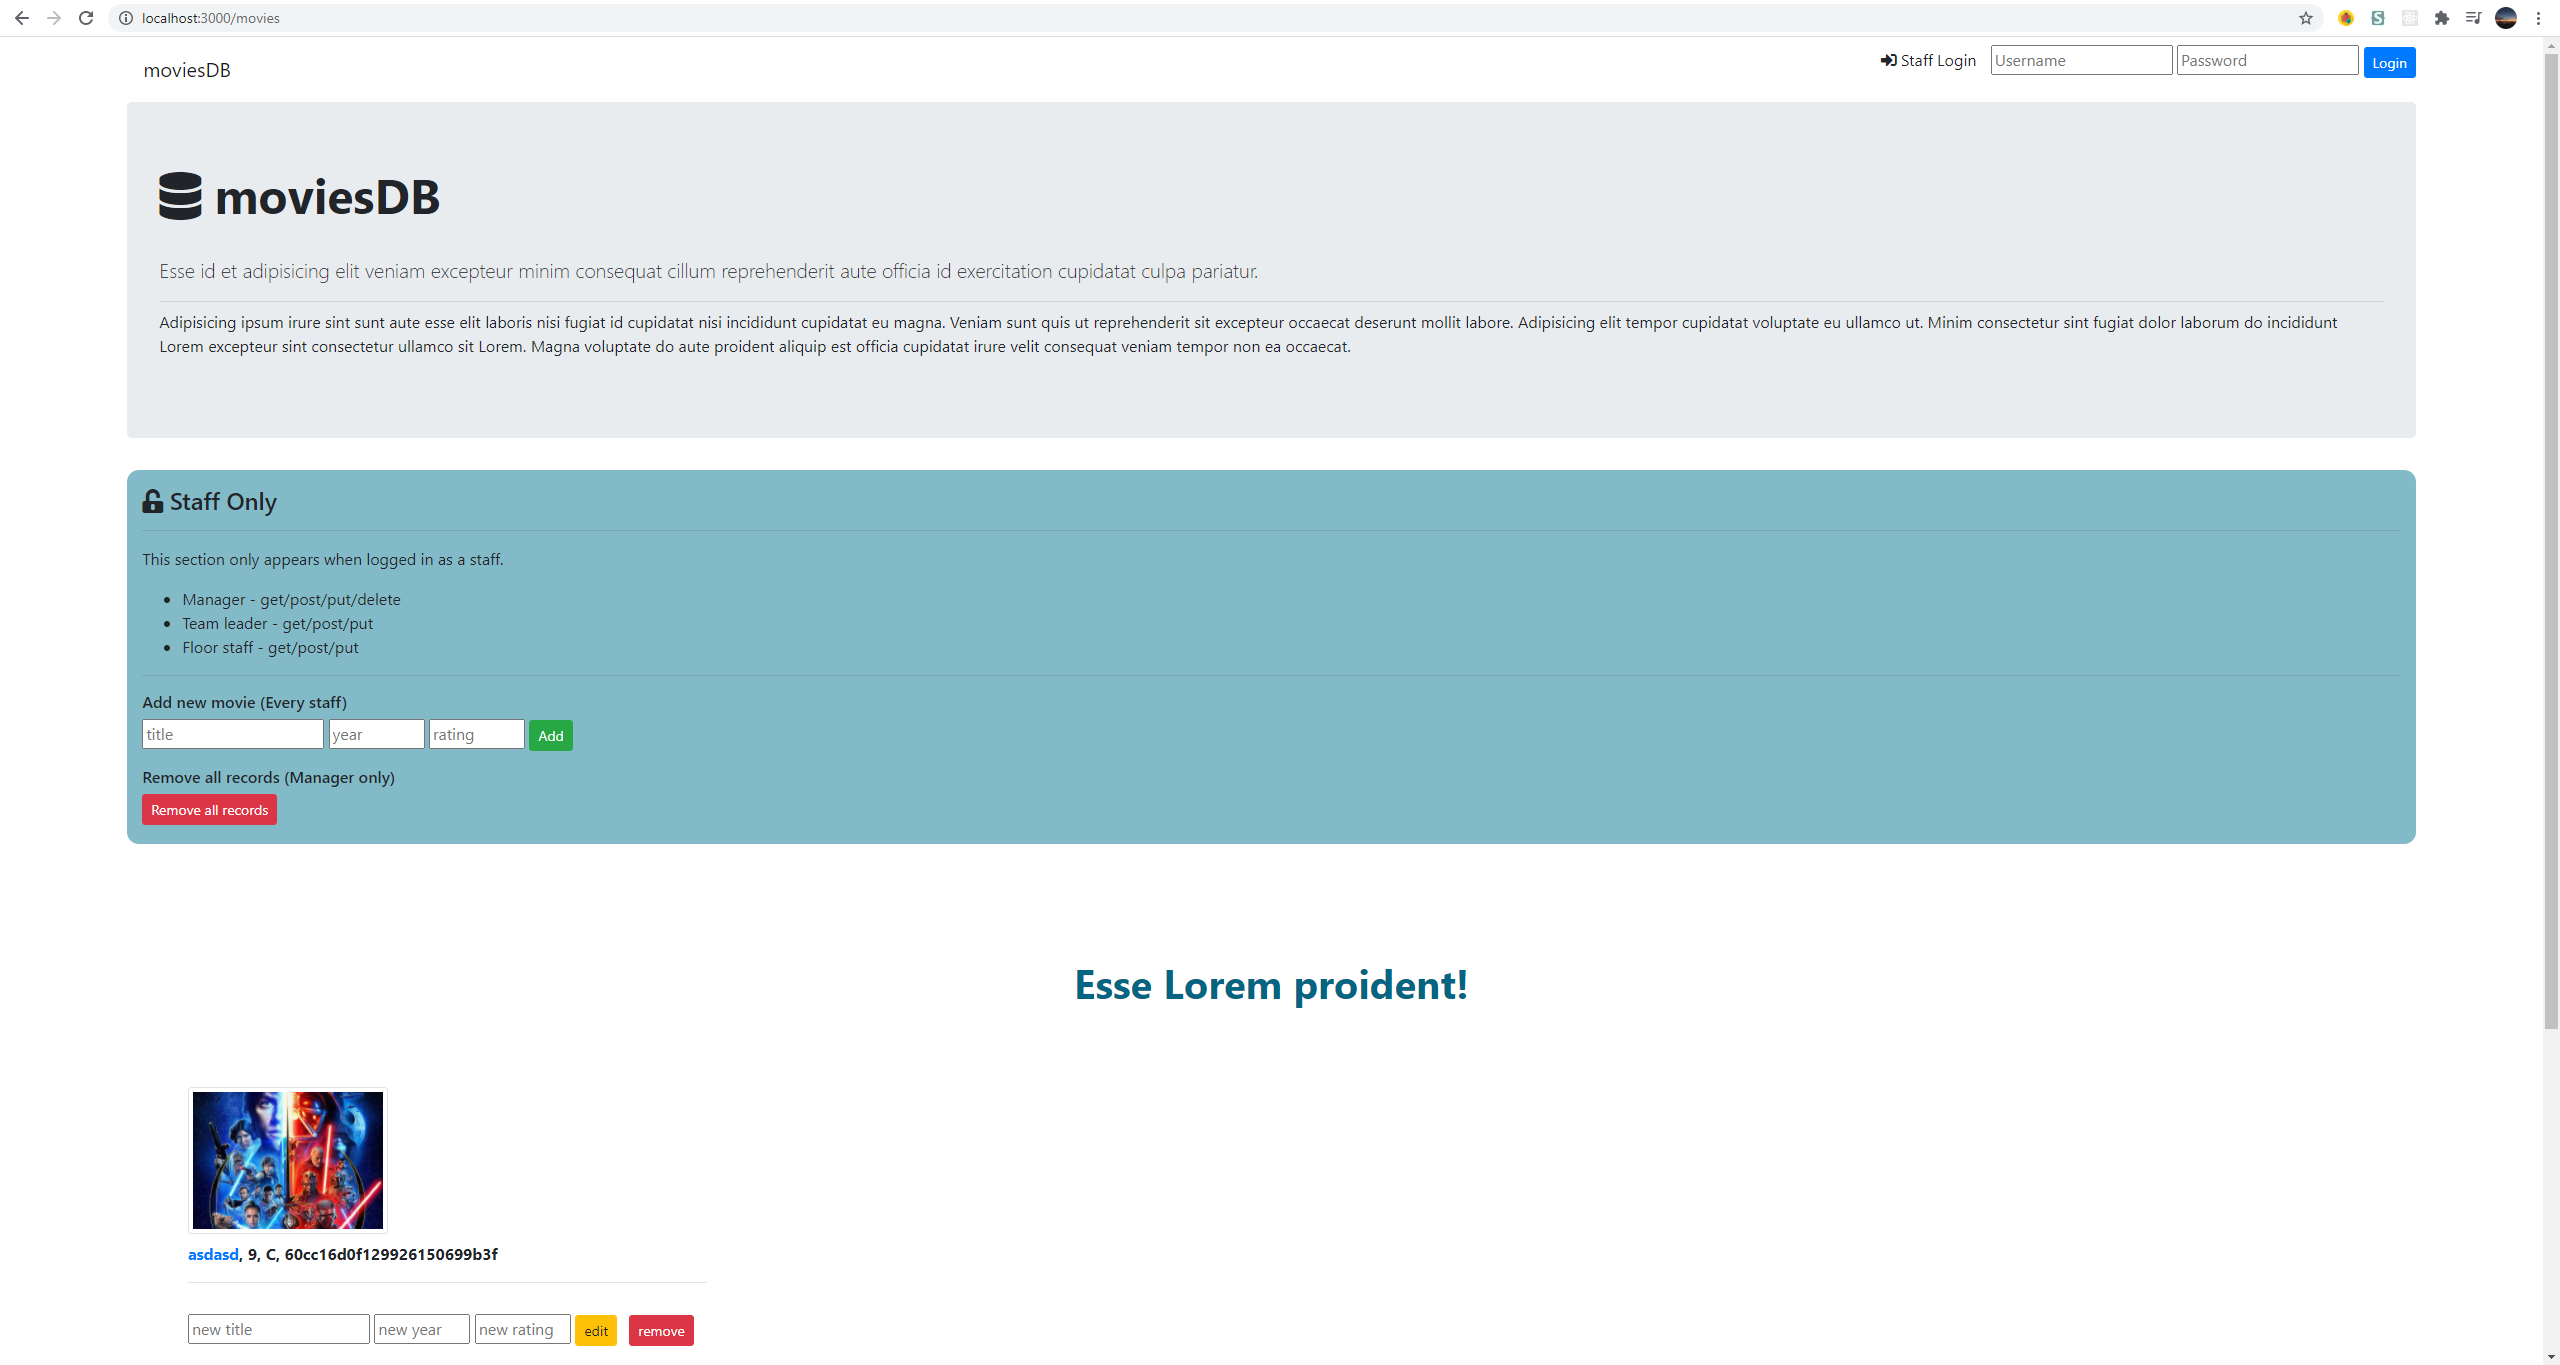 localhost:3000/movies
moviesDB
Staff Login Username Password Login
moviesDB
Esse id et adipisicing elit veniam excepteur minim consequat cillum reprehenderit aute officia id exercitation cupidatat culpa pariatur.
Adipisicing ipsum irure sint sunt aute esse elit laboris nisi fugiat id cupidatat nisi incididunt cupidatat eu magna. Veniam sunt quis ut reprehenderit sit excepteur occaecat deserunt mollit labore. Adipisicing elit tempor cupidatat voluptate eu ullamco ut. Minim consectetur sint fugiat dolor laborum do incididunt
Lorem excepteur sint consectetur ullamco sit Lorem. Magna voluptate do aute proident aliquip est officia cupidatat irure velit consequat veniam tempor non ea occaecat.
Staff Only
This section only appears when logged in as a staff.
Manager - get/post/put/delete
Team leader - get/post/put
Floor staff - get/post/put
Add new movie (Every staff)
title year rating Add
Remove all records (Manager only)
Remove all records
Esse Lorem proident!
asdasd, 9, C, 60cc16d0f129926150699b3f
new title new year new rating edit remove